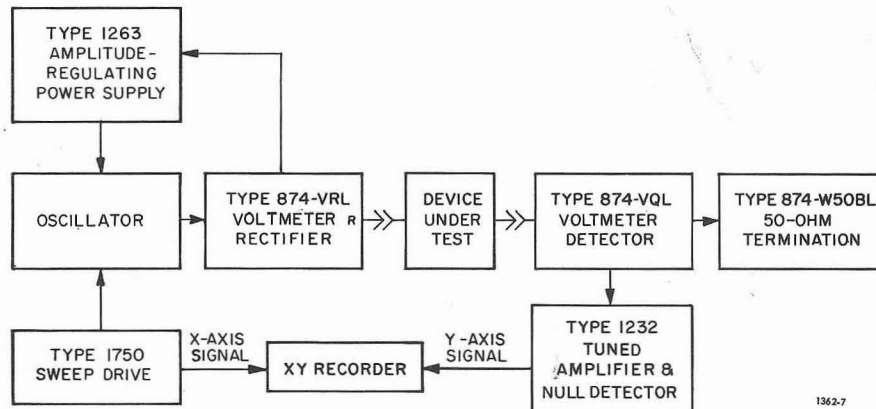 TYPE 1263
AMPLITUDE-
REGULATING
POWER SUPPLY
OSCILLATOR
TYPE 874-VRL
VOLTMETER R
RECTIFIER
DEVICE
UNDER
TEST
TYPE 874-VQL
VOLTMETER
DETECTOR
TYPE 874-W50BL
50-OHM
TERMINATION
TYPE 1750
SWEEP DRIVE
X-AXIS
SIGNAL
XY RECORDER
Y-AXIS
SIGNAL
TYPE 1232
TUNED
AMPLIFIER &
NULL DETECTOR
1362-7